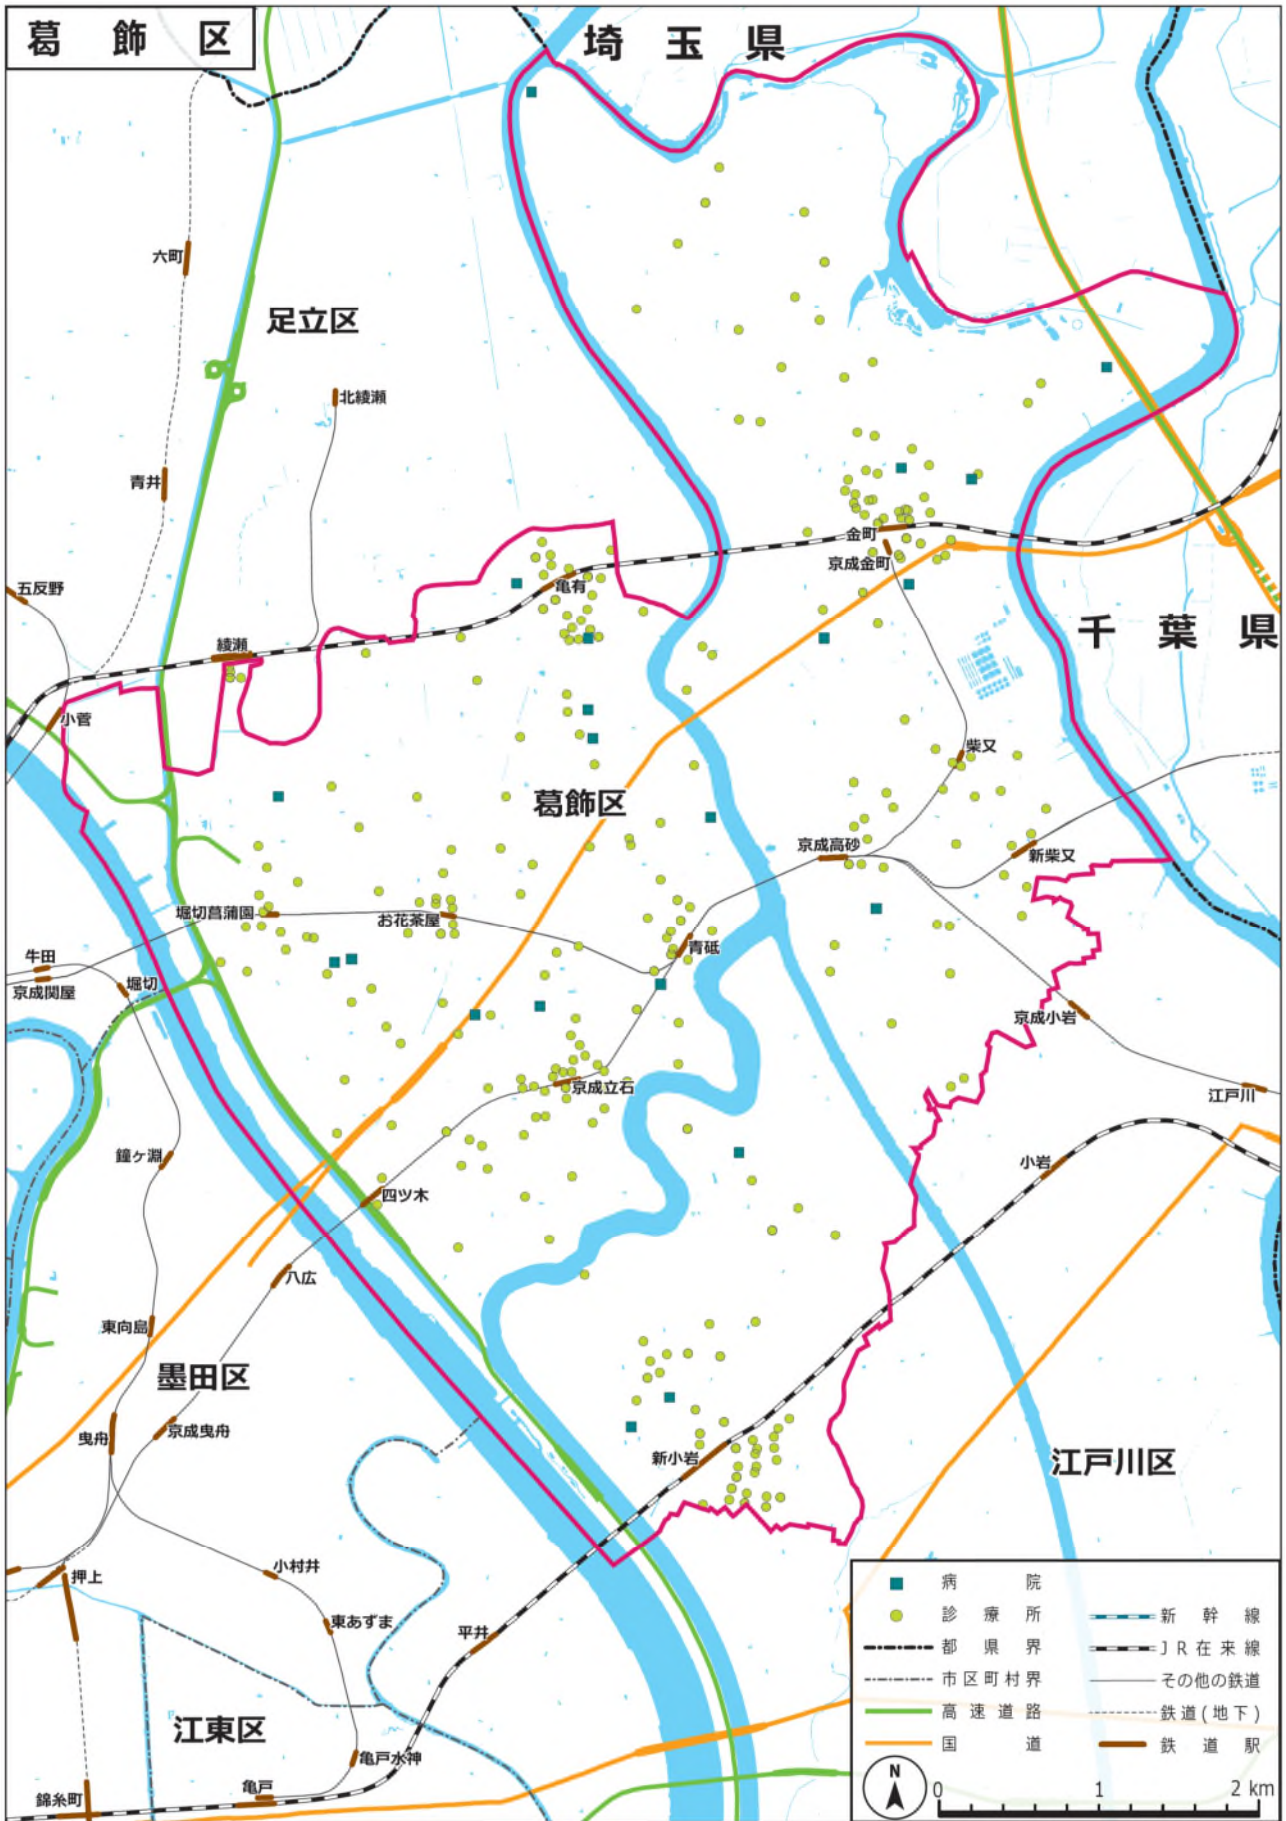 葛飾区
埼玉県
六町
足立区
北綾瀬
青井
金町
京成金町
五反野
亀有
綾瀬
千葉県
小菅
柴又
葛飾区
京成高砂
新柴又
堀切菖蒲園
お花茶屋
青砥
牛田
京成関屋
堀切
京成小岩
京成立石
江戸川
鐘ヶ淵
小岩
四ツ木
八広
東向島
墨田区
曳舟
京成曳舟
新小岩
江戸川区
押上
小村井
東あずま
平井
江東区
亀戸水神
亀戸
錦糸町
病院
診療所
都県界
市区町村界
高速道路
国道
新幹線
JR在来線
その他の鉄道
鉄道(地下)
鉄道駅
N
0 1 2 km